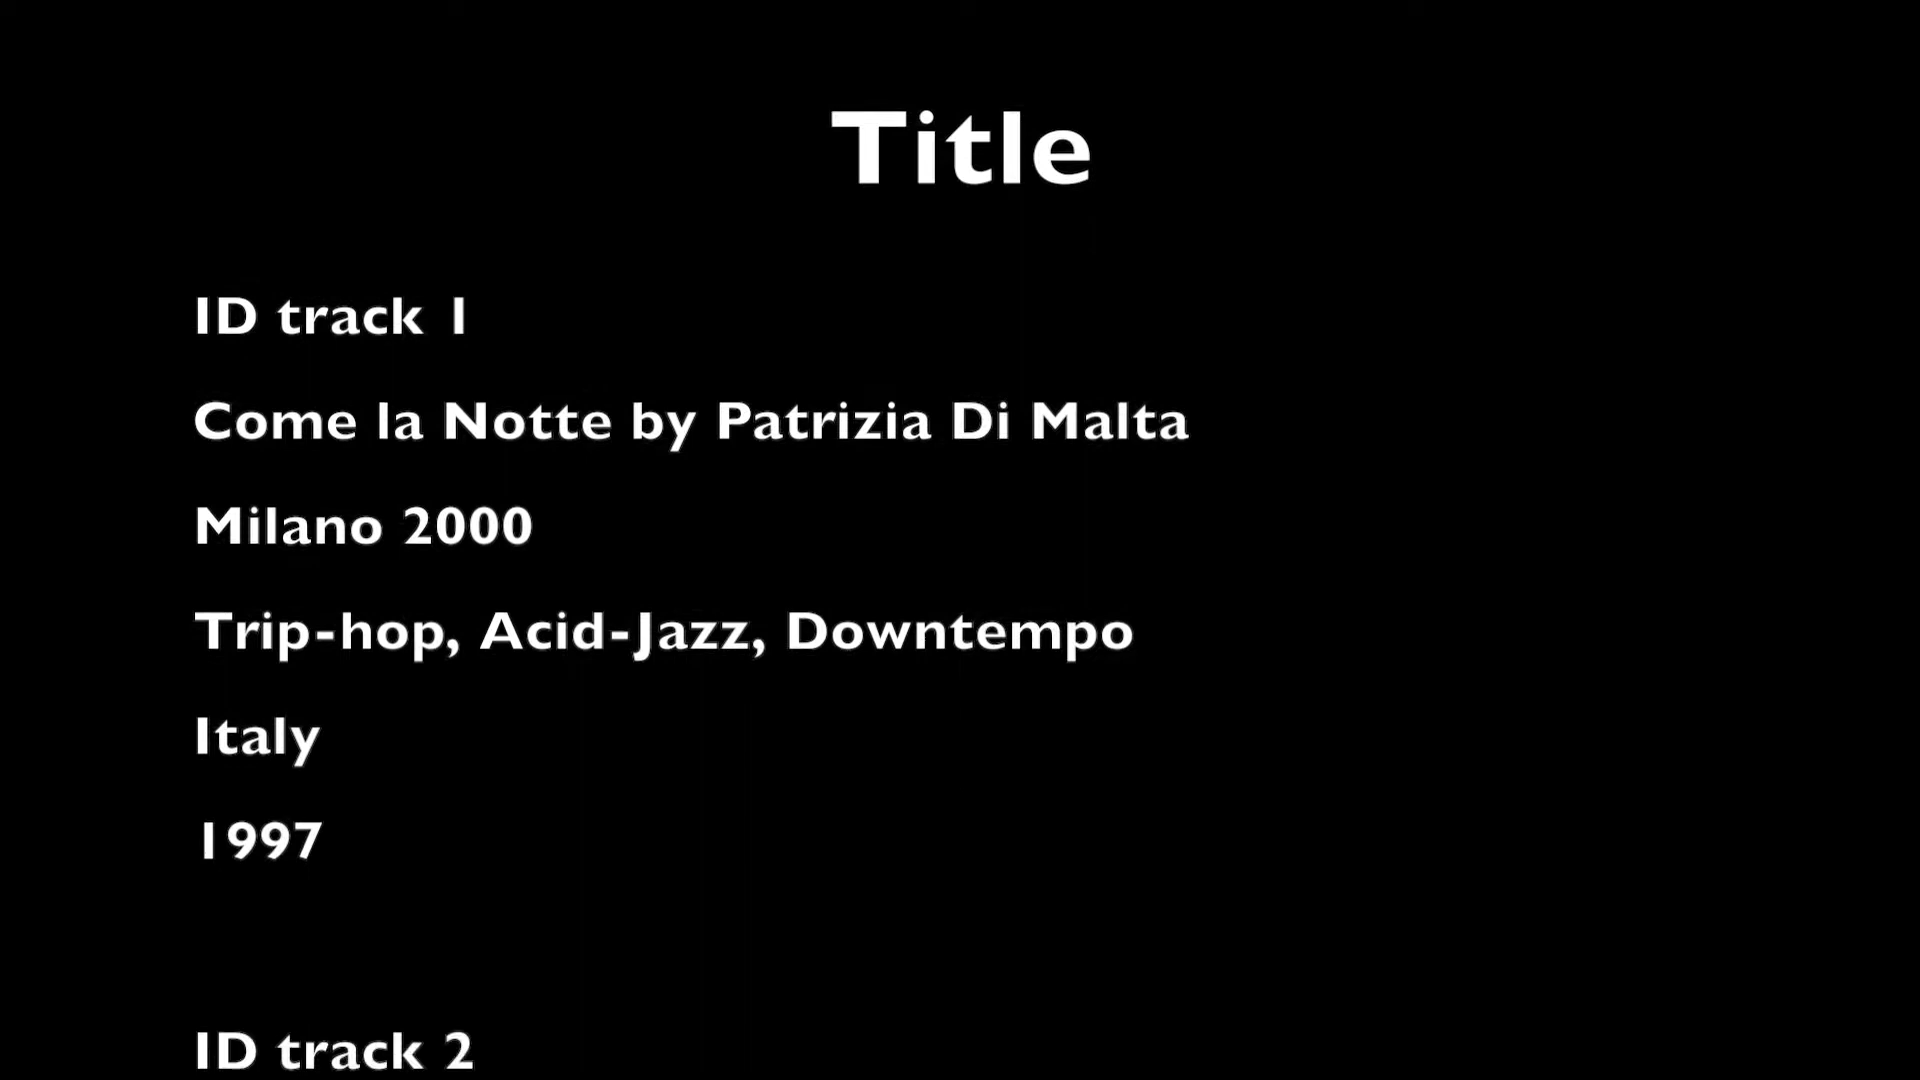 Title
ID track 1
Come la Notte by Patrizia Di Malta
Milano 2000
Trip-hop, Acid-Jazz, Downtempo
Italy
1997
ID track 2